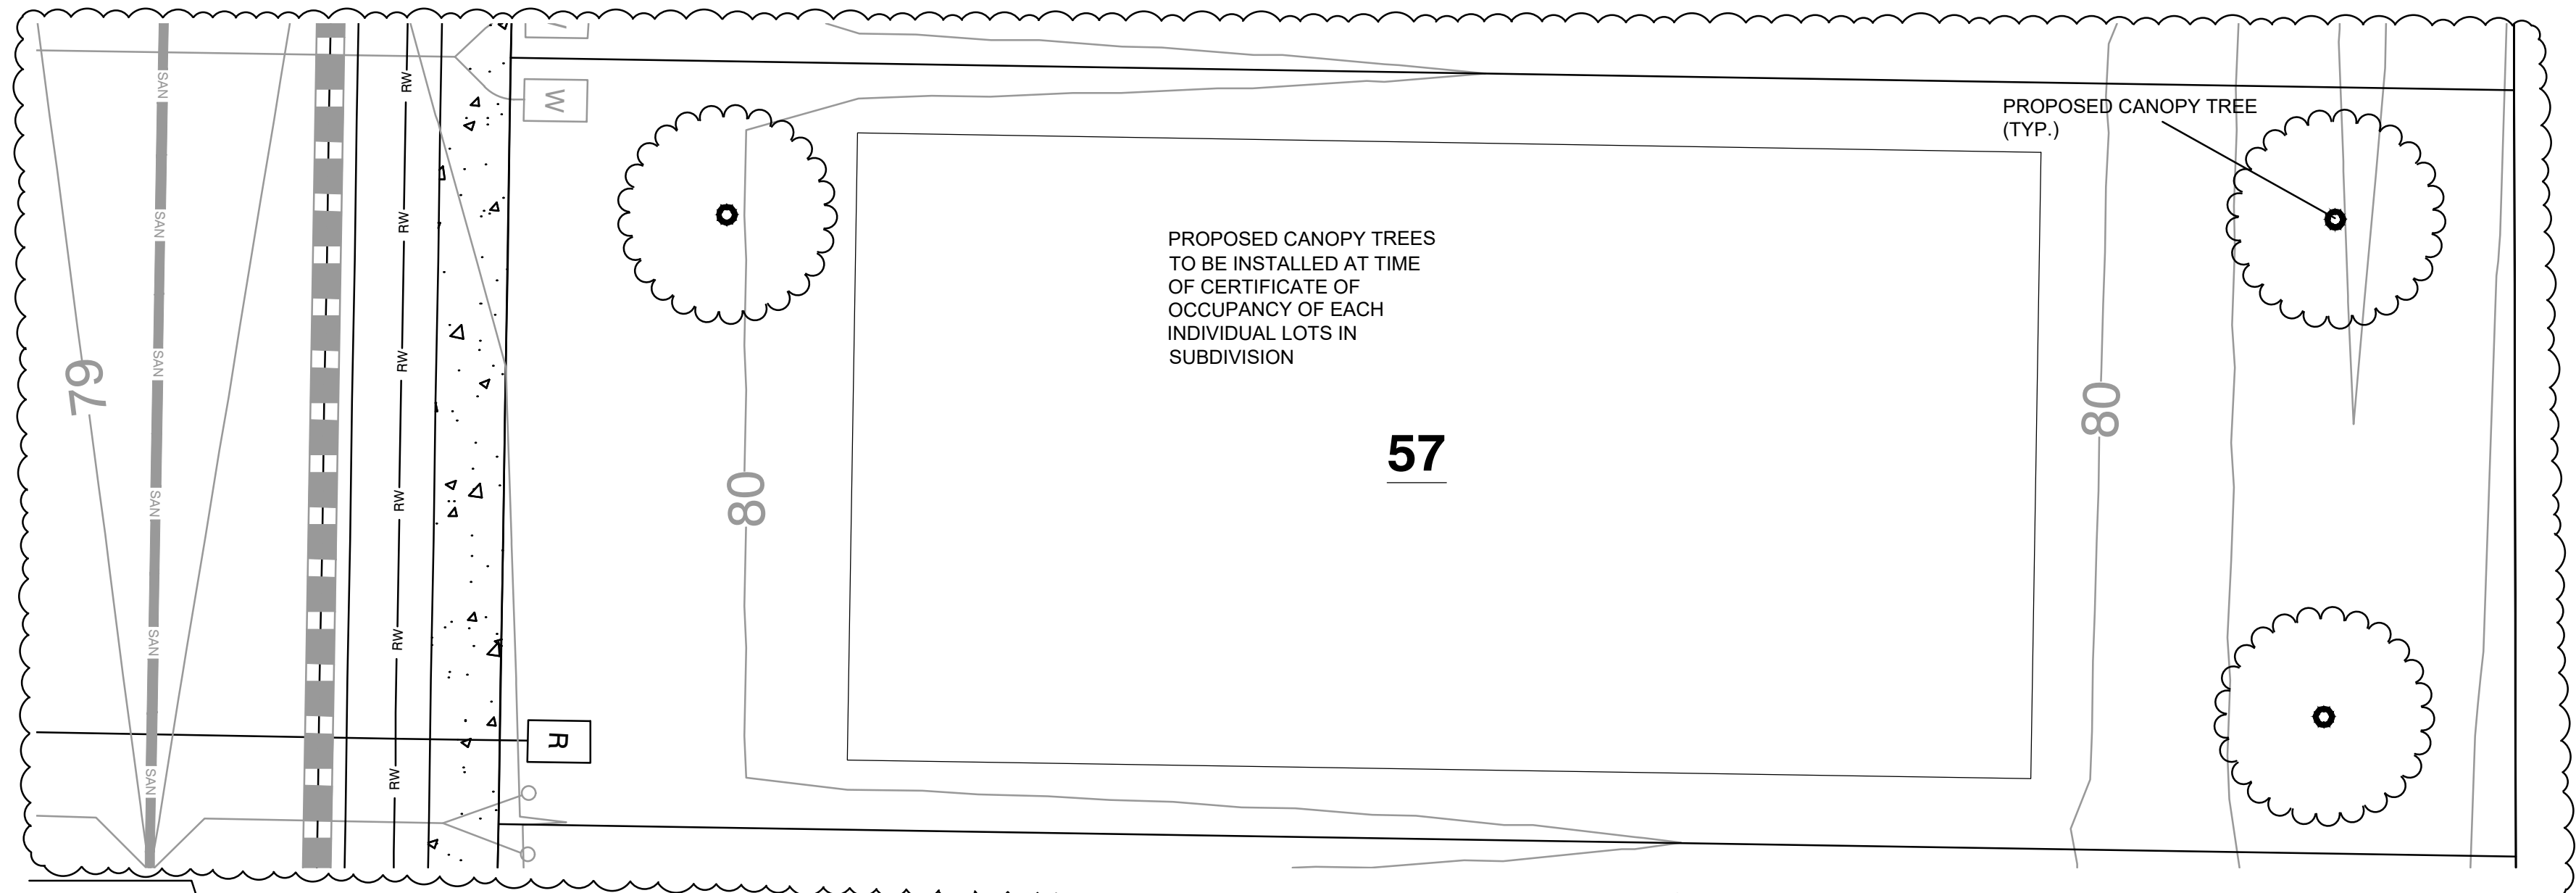 SAN
SAN
SAN
SAN
SAN
SAN
79
RW
RW
RW
RW
RW
RW
W
R
80
PROPOSED CANOPY TREES
TO BE INSTALLED AT TIME
OF CERTIFICATE OF
OCCUPANCY OF EACH
INDIVIDUAL LOTS IN
SUBDIVISION
57
80
PROPOSED CANOPY TREE
(TYP.)